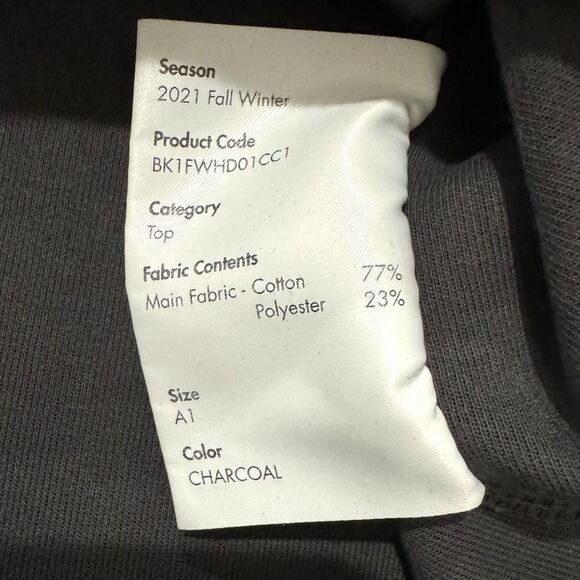 Season
2021 Fall Winter
Product Code
BK1FWHD01CC1
Category
Top
Fabric Contents
Main Fabric - Cotton 77%
Polyester 23%
Size
A1
Color
CHARCOAL